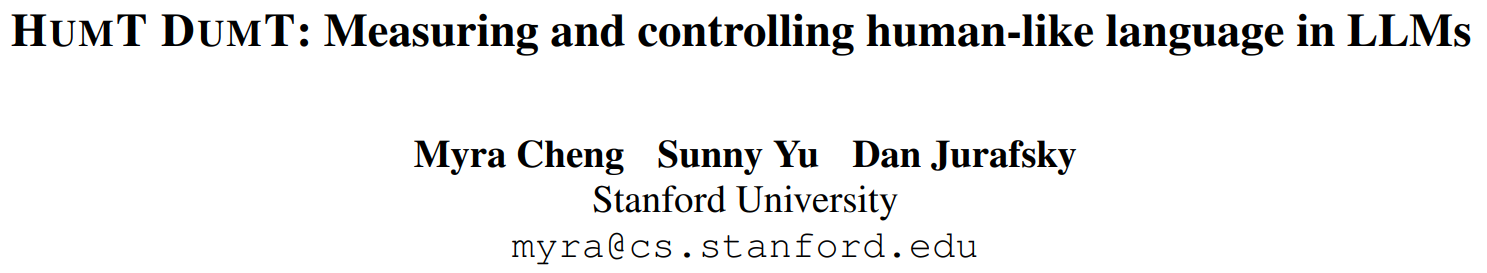 HUMT DUMT: Measuring and controlling human-like language in LLMs
Myra Cheng Sunny Yu Dan Jurafsky
Stanford University
myra@cs.stanford.edu